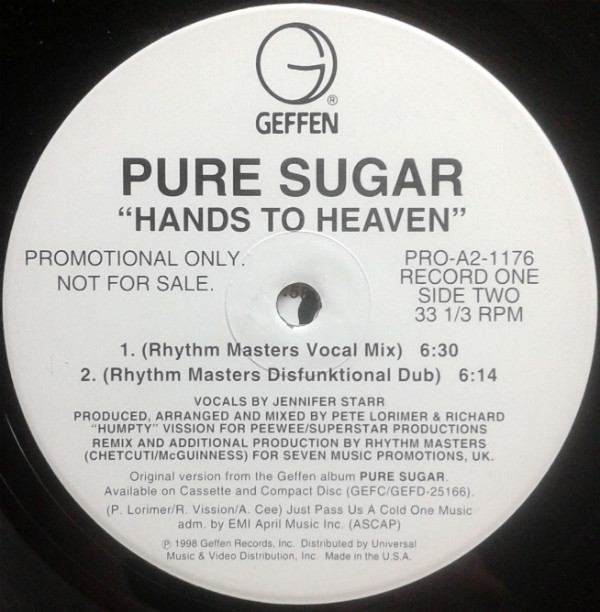 G
®
GEFFEN
PURE SUGAR
"HANDS TO HEAVEN"
PROMOTIONAL ONLY.
NOT FOR SALE.
PRO-A2-1176
RECORD ONE
SIDE TWO
33 1/3 RPM
1. (Rhythm Masters Vocal Mix) 6:30
2. (Rhythm Masters Disfunktional Dub) 6:14
VOCALS BY JENNIFER STARR
PRODUCED, ARRANGED AND MIXED BY PETE LORIMER & RICHARD
"HUMPTY" VISSION FOR PEEWEE/SUPERSTAR PRODUCTIONS
REMIX AND ADDITIONAL PRODUCTION BY RHYTHM MASTERS
(CHETCUTI/McGUINNESS) FOR SEVEN MUSIC PROMOTIONS, UK.
Original version from the Geffen album PURE SUGAR.
Available on Cassette and Compact Disc (GEFC/GEFD-25166).
(P. Lorimer/R. Vission/A. Cee) Just Pass Us A Cold One Music
adm. by EMI April Music Inc. (ASCAP)
℗ 1998 Geffen Records, Inc. Distributed by Universal
Music & Video Distribution, Inc. Made in the U.S.A.